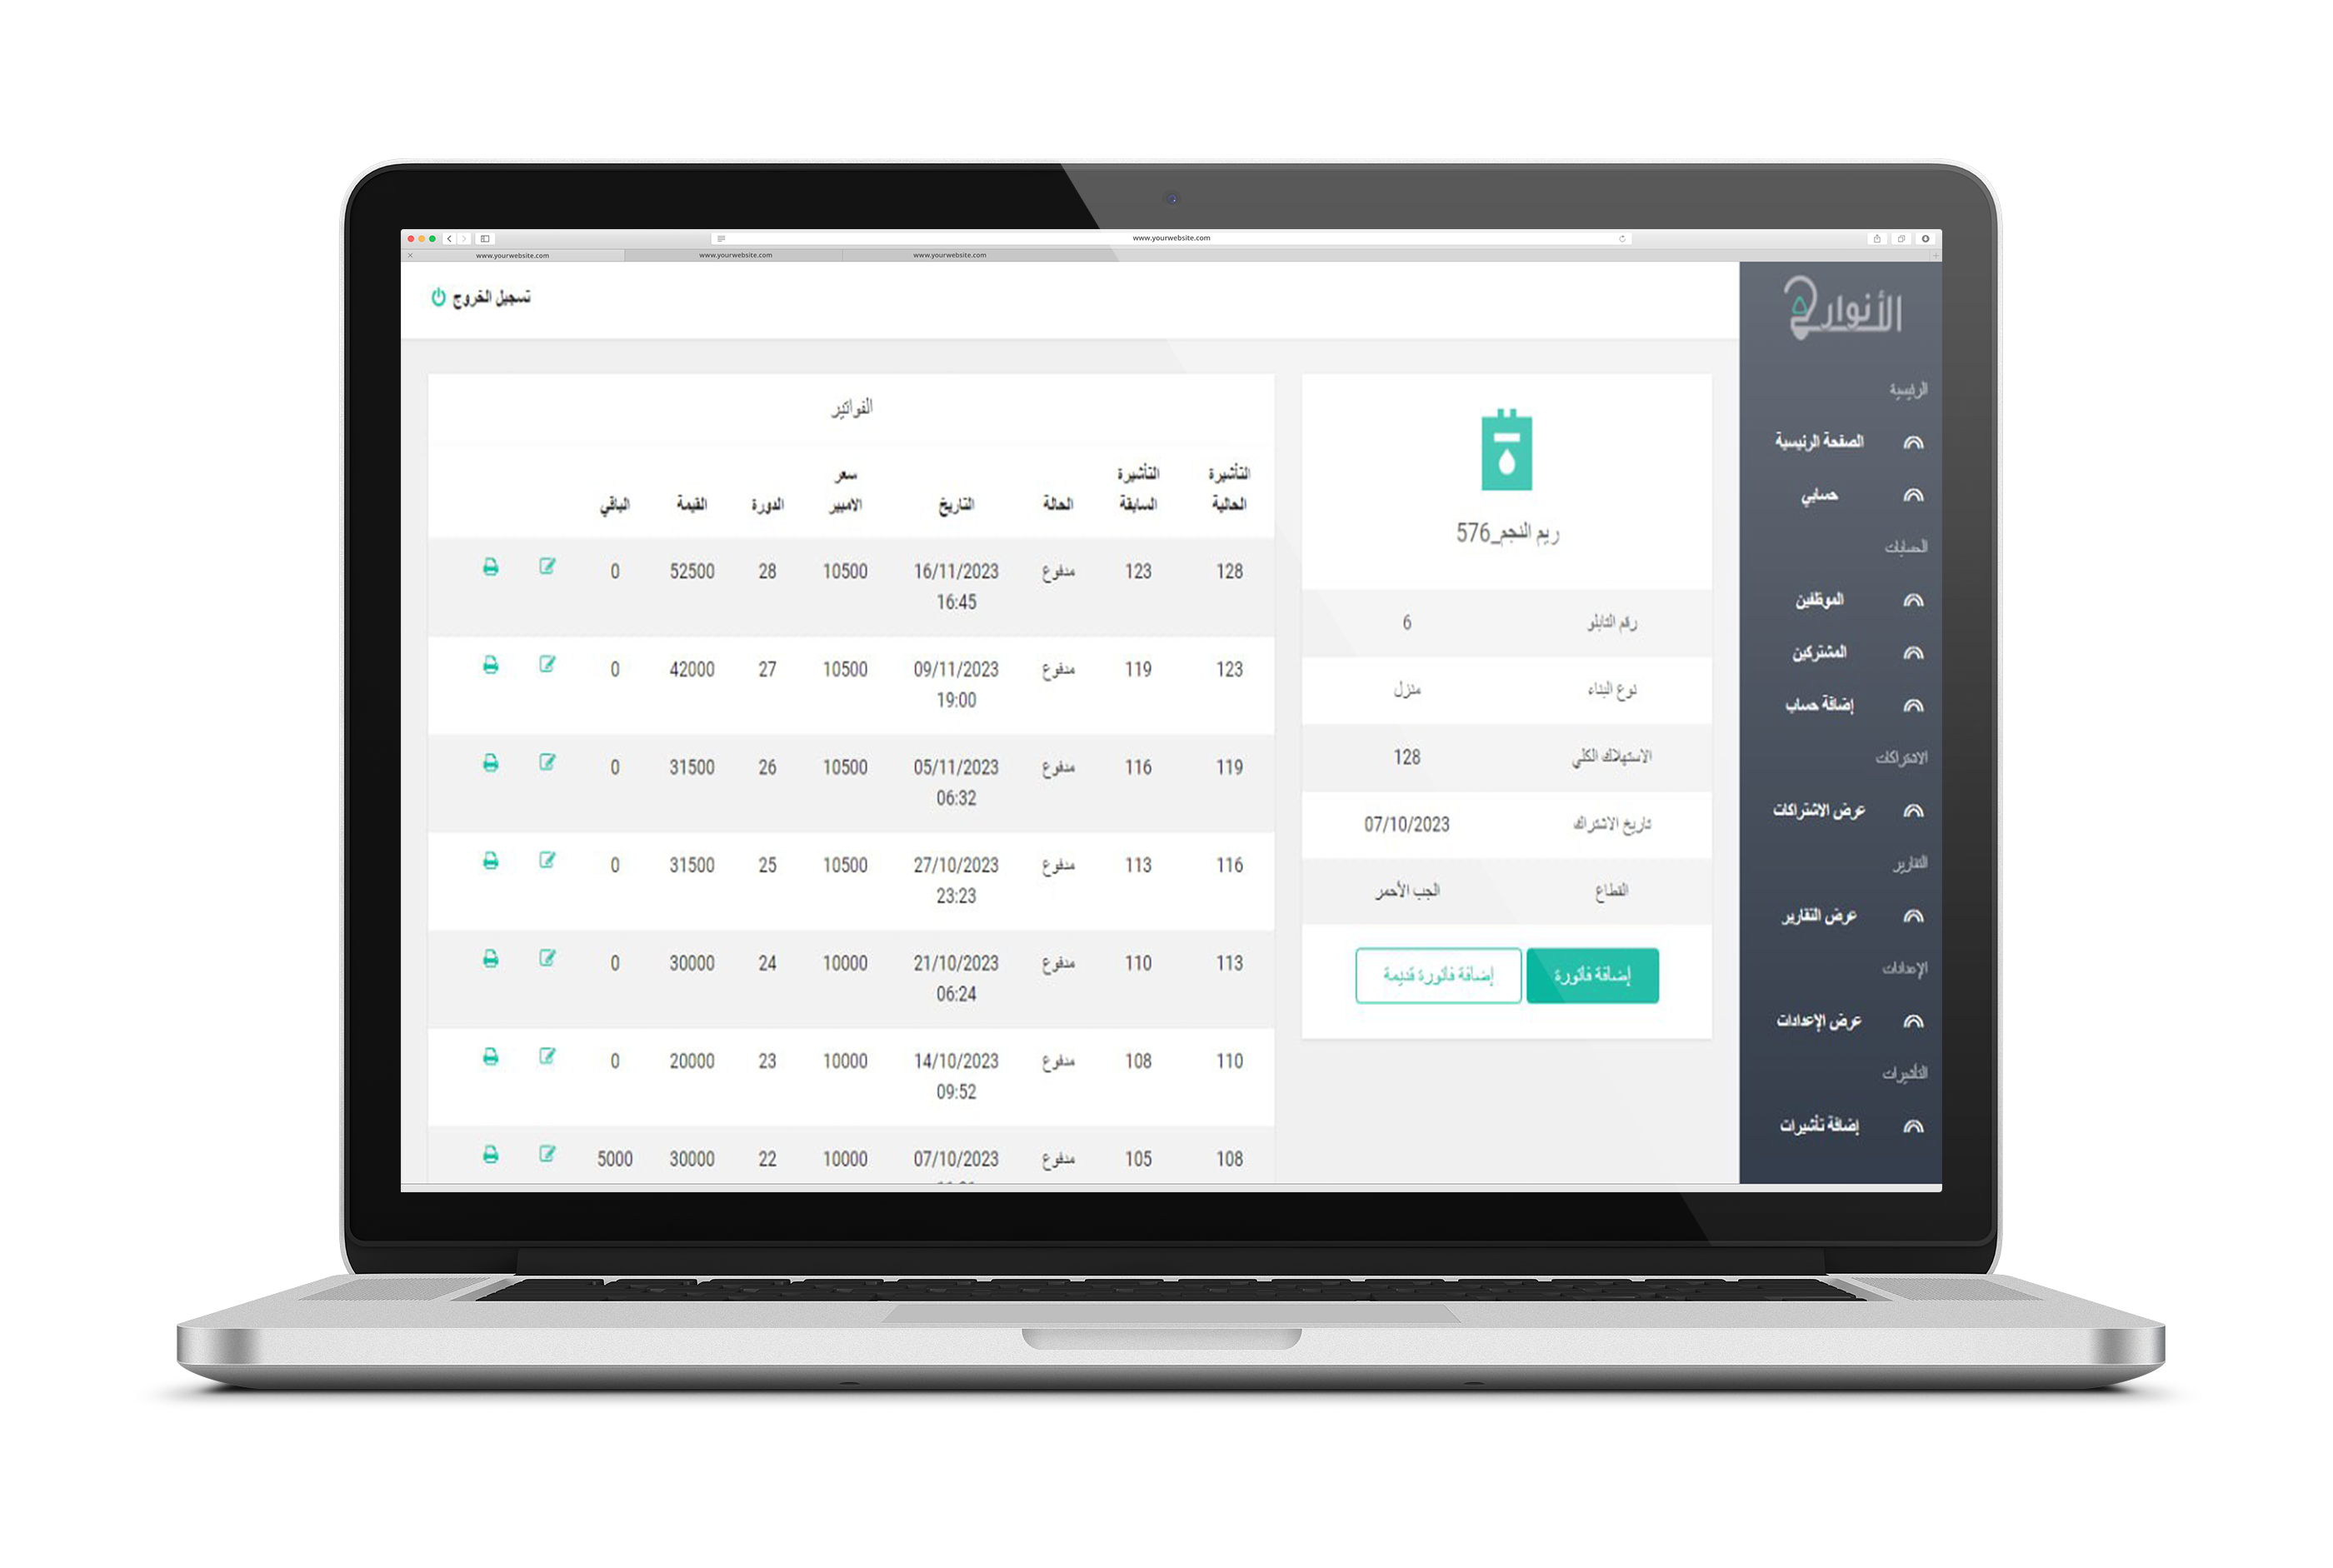 www.yourwebsite.com
www.yourwebsite.com
www.yourwebsite.com
www.yourwebsite.com
الأنوار
تسجيل الخروج
الرئيسية
الصفحة الرئيسية
حسابي
الحسابات
الموظفين
المشتركين
إضافة حساب
الاشتراكات
عرض الاشتراكات
التقارير
عرض التقارير
الإعدادات
عرض الإعدادات
التأشيرات
إضافة تأشيرات
ريم النجم_576
رقم التابلو 6
نوع البناء منزل
الاستهلاك الكلي 128
تاريخ الاشتراك 07/10/2023
القطاع الجب الأحمر
إضافة فاتورة إضافة فاتورة قديمة
الفواتير
التأشيرة الحالية التأشيرة السابقة الحالة التاريخ سعر الامبير الدورة القيمة الباقي
128 123 مدفوع 16/11/2023 10500 28 52500 0
16:45
123 119 مدفوع 09/11/2023 10500 27 42000 0
19:00
119 116 مدفوع 05/11/2023 10500 26 31500 0
06:32
116 113 مدفوع 27/10/2023 10500 25 31500 0
23:23
113 110 مدفوع 21/10/2023 10000 24 30000 0
06:24
110 108 مدفوع 14/10/2023 10000 23 20000 0
09:52
108 105 مدفوع 07/10/2023 10000 22 30000 5000